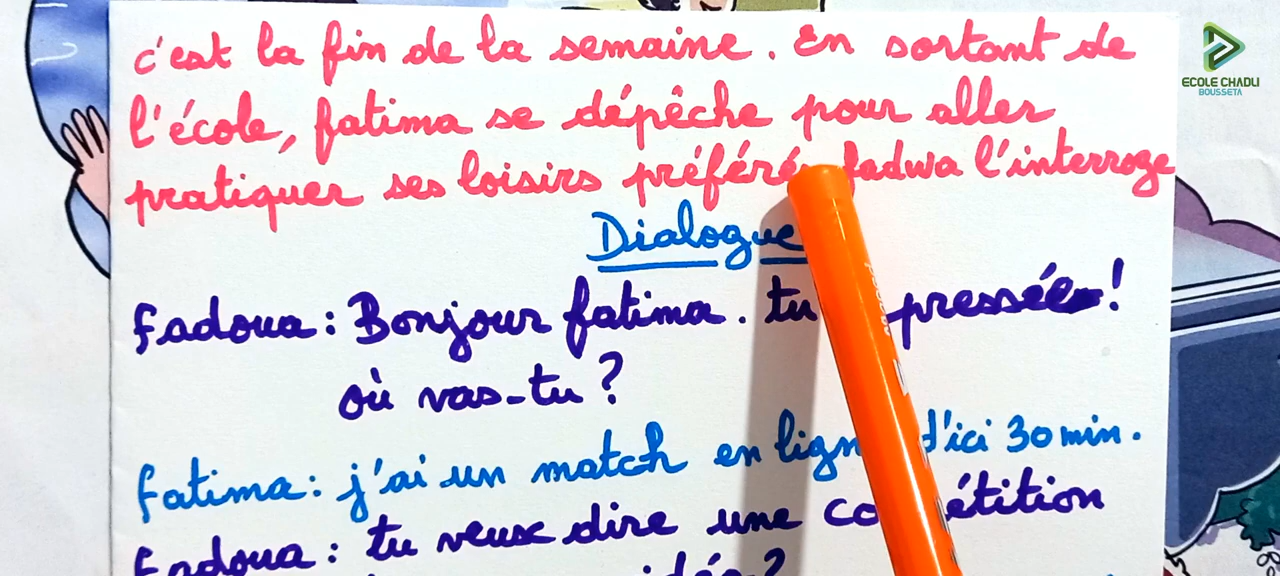 c'est la fin de la semaine. En sortant de
l'école, fatima se dépêche pour aller
pratiquer ses loisirs préféré fadwa l'interroge
Dialogue
Fadoua : Bonjour fatima. tu pressée !
où vas-tu ?
fatima : j'ai un match en d'ici 30 min.
Fadoua : tu veux dire une
ECOLE CHADLI
BOUSSETA